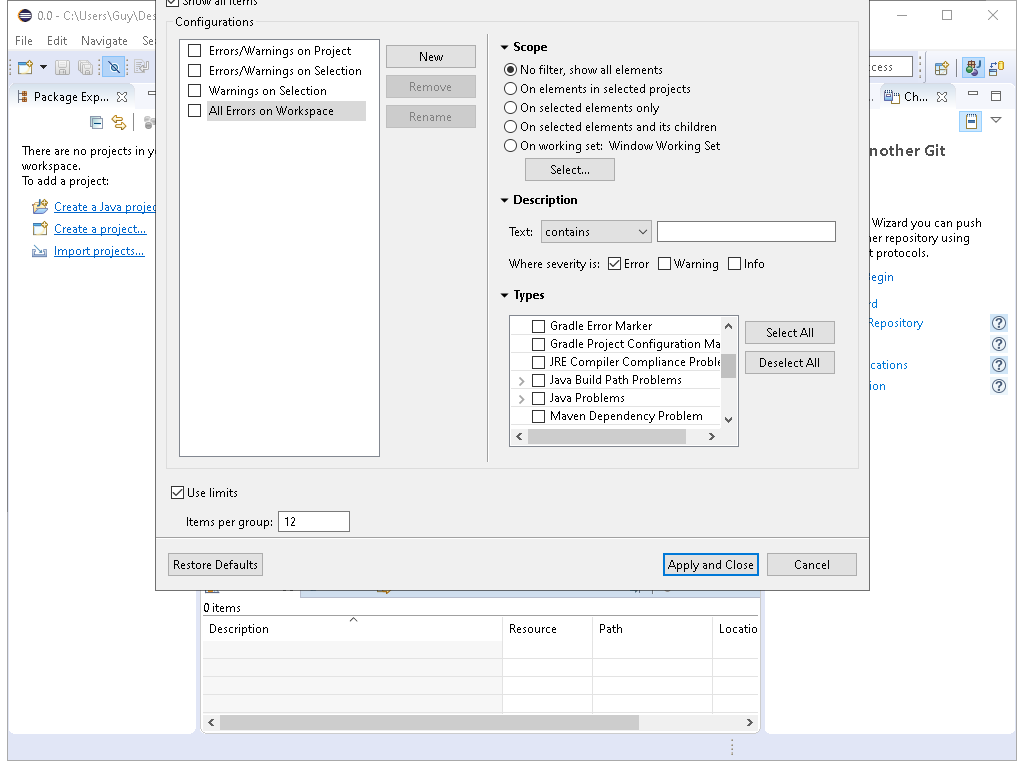 Show all items
0.0 - C:\Users\Guy\Des
File Edit Navigate Se
Configurations
Errors/Warnings on Project
Errors/Warnings on Selection
Warnings on Selection
All Errors on Workspace
New
Remove
Rename
Scope
No filter, show all elements
On elements in selected projects
On selected elements only
On selected elements and its children
On working set: Window Working Set
Select...
Description
Text: contains
Where severity is: Error Warning Info
Types
Gradle Error Marker
Gradle Project Configuration Ma
JRE Compiler Compliance Proble
Java Build Path Problems
Java Problems
Maven Dependency Problem
Select All
Deselect All
Use limits
Items per group: 12
Restore Defaults
Apply and Close
Cancel
Package Exp...
There are no projects in y
workspace.
To add a project:
Create a Java projec
Create a project...
Import projects...
cess
Ch...
nother Git
Wizard you can push
er repository using
t protocols.
egin
rd
Repository
cations
ion
0 items
Description Resource Path Locatio